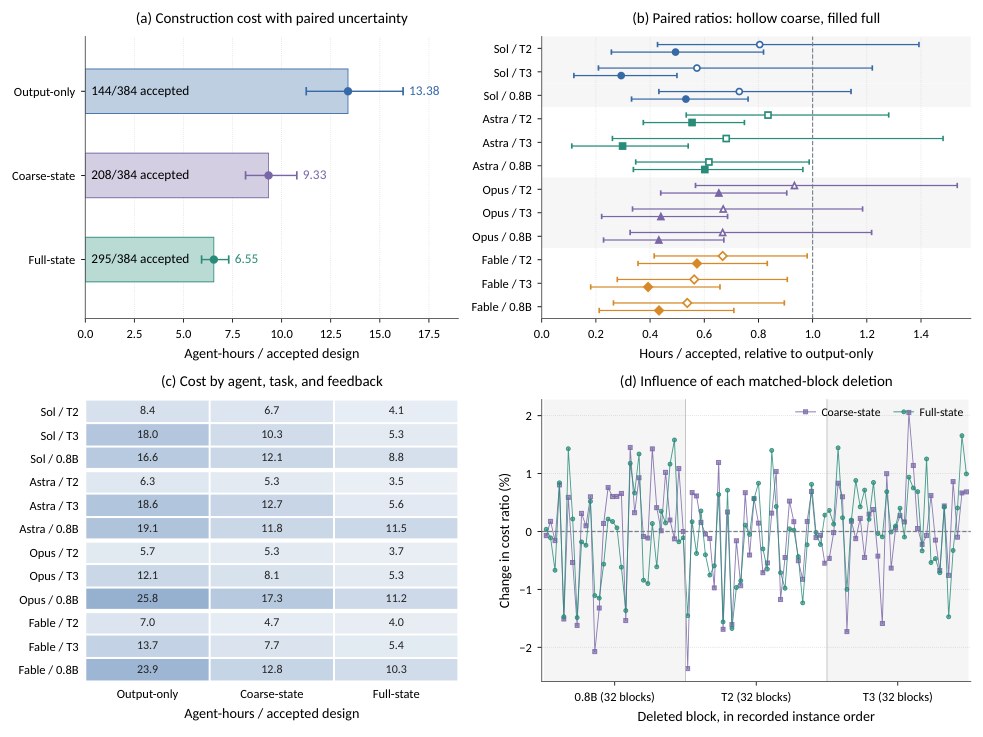 (a) Construction cost with paired uncertainty
Output-only
144/384 accepted
13.38
Coarse-state
208/384 accepted
9.33
Full-state
295/384 accepted
6.55
0.0 2.5 5.0 7.5 10.0 12.5 15.0 17.5
Agent-hours / accepted design
(b) Paired ratios: hollow coarse, filled full
Sol / T2
Sol / T3
Sol / 0.8B
Astra / T2
Astra / T3
Astra / 0.8B
Opus / T2
Opus / T3
Opus / 0.8B
Fable / T2
Fable / T3
Fable / 0.8B
0.0 0.2 0.4 0.6 0.8 1.0 1.2 1.4
Hours / accepted, relative to output-only
(c) Cost by agent, task, and feedback
Sol / T2 8.4 6.7 4.1
Sol / T3 18.0 10.3 5.3
Sol / 0.8B 16.6 12.1 8.8
Astra / T2 6.3 5.3 3.5
Astra / T3 18.6 12.7 5.6
Astra / 0.8B 19.1 11.8 11.5
Opus / T2 5.7 5.3 3.7
Opus / T3 12.1 8.1 5.3
Opus / 0.8B 25.8 17.3 11.2
Fable / T2 7.0 4.7 4.0
Fable / T3 13.7 7.7 5.4
Fable / 0.8B 23.9 12.8 10.3
Output-only Coarse-state Full-state
Agent-hours / accepted design
(d) Influence of each matched-block deletion
Coarse-state Full-state
Change in cost ratio (%)
2
1
0
−1
−2
0.8B (32 blocks) T2 (32 blocks) T3 (32 blocks)
Deleted block, in recorded instance order